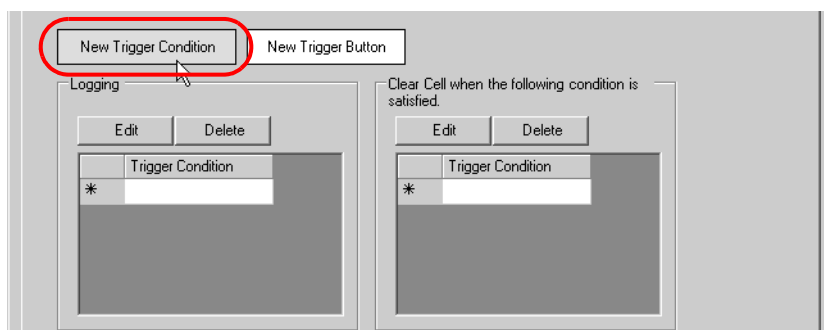 New Trigger Condition
New Trigger Button
Logging
Edit
Delete
Trigger Condition
*
Clear Cell when the following condition is
satisfied.
Edit
Delete
Trigger Condition
*